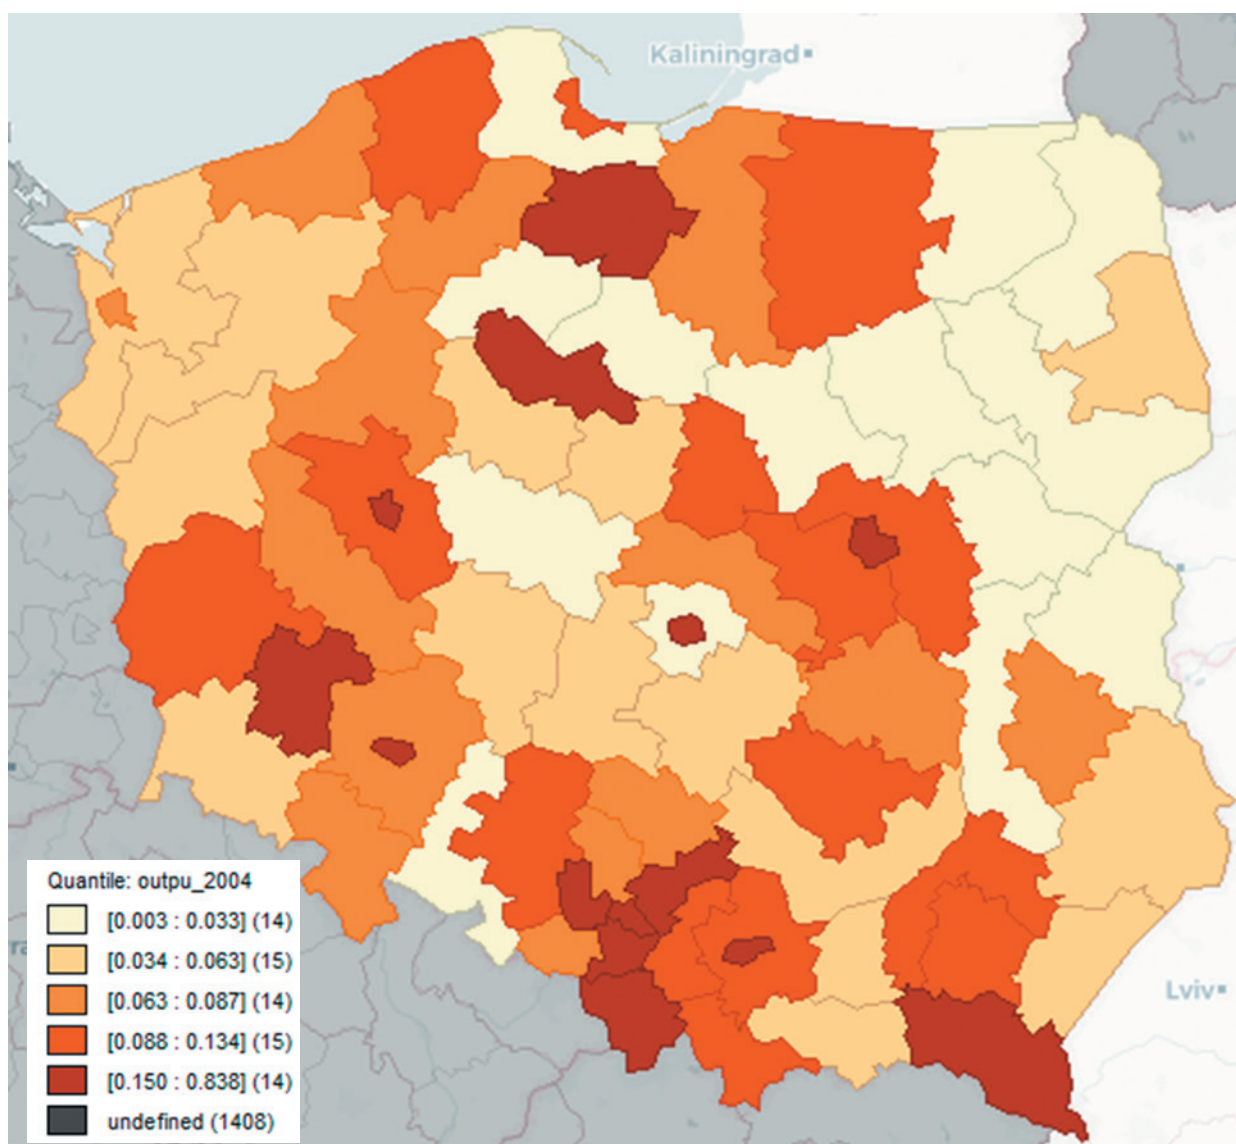 Kaliningrad
Lviv
Quantile: outpu_2004
[0.003 : 0.033] (14)
[0.034 : 0.063] (15)
[0.063 : 0.087] (14)
[0.088 : 0.134] (15)
[0.150 : 0.838] (14)
undefined (1408)